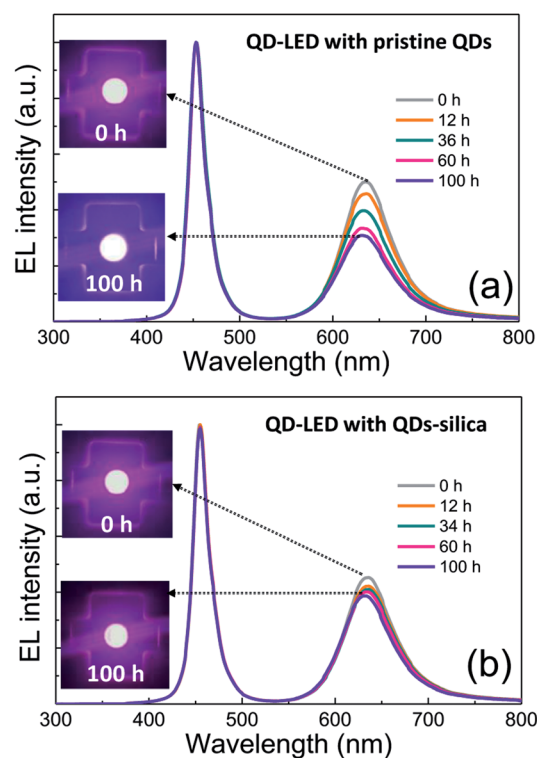 QD-LED with pristine QDs
0 h
100 h
0 h
12 h
36 h
60 h
100 h
(a)
EL intensity (a.u.)
300 400 500 600 700 800
Wavelength (nm)
QD-LED with QDs-silica
0 h
100 h
0 h
12 h
34 h
60 h
100 h
(b)
EL intensity (a.u.)
300 400 500 600 700 800
Wavelength (nm)